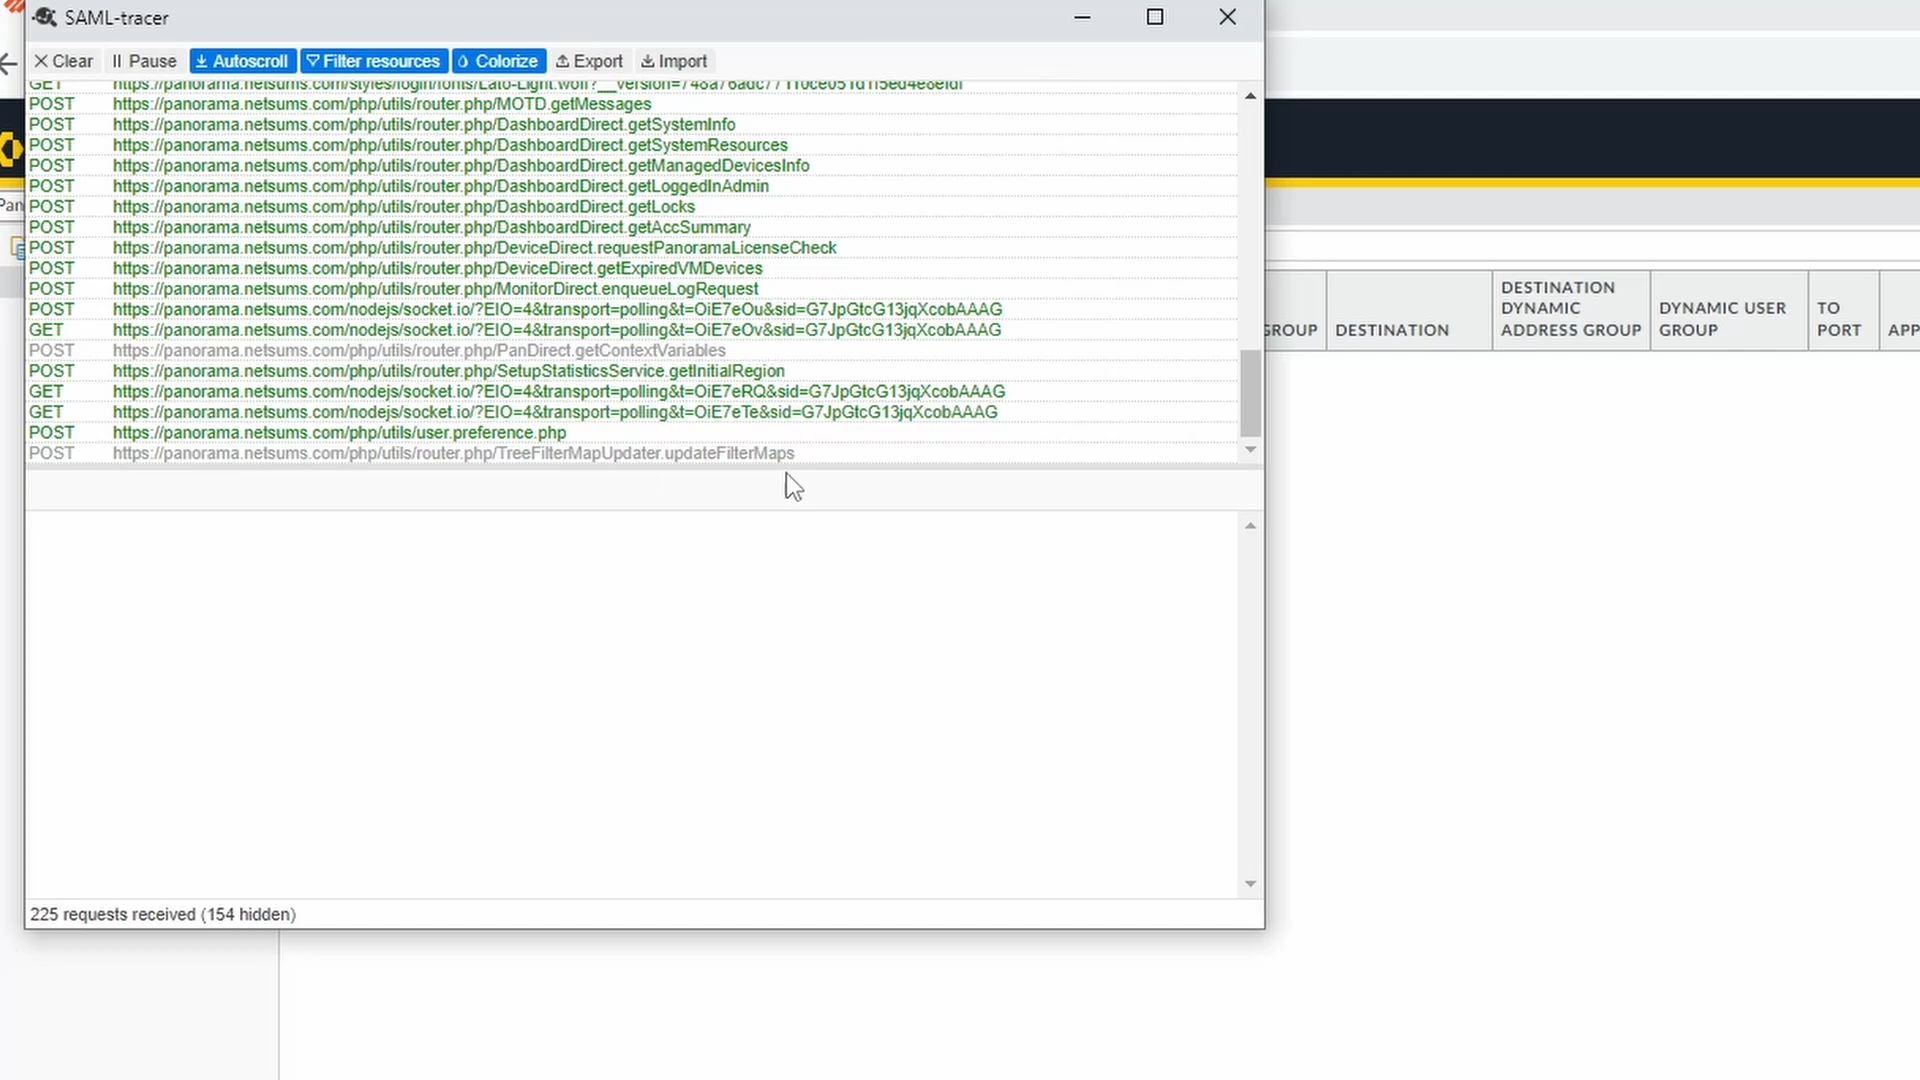 SAML-tracer
Clear
Pause
Autoscroll
Filter resources
Colorize
Export
Import
POST https://panorama.netsums.com/php/utils/router.php/MOTD.getMessages
POST https://panorama.netsums.com/php/utils/router.php/DashboardDirect.getSystemInfo
POST https://panorama.netsums.com/php/utils/router.php/DashboardDirect.getSystemResources
POST https://panorama.netsums.com/php/utils/router.php/DashboardDirect.getManagedDevicesInfo
POST https://panorama.netsums.com/php/utils/router.php/DashboardDirect.getLoggedInAdmin
POST https://panorama.netsums.com/php/utils/router.php/DashboardDirect.getLocks
POST https://panorama.netsums.com/php/utils/router.php/DashboardDirect.getAccSummary
POST https://panorama.netsums.com/php/utils/router.php/DeviceDirect.requestPanoramaLicenseCheck
POST https://panorama.netsums.com/php/utils/router.php/DeviceDirect.getExpiredVMDevices
POST https://panorama.netsums.com/php/utils/router.php/MonitorDirect.enqueueLogRequest
POST https://panorama.netsums.com/nodejs/socket.io/?EIO=4&transport=polling&t=OiE7eOu&sid=G7JpGtcG13jqXcobAAAG
GET https://panorama.netsums.com/nodejs/socket.io/?EIO=4&transport=polling&t=OiE7eOv&sid=G7JpGtcG13jqXcobAAAG
POST https://panorama.netsums.com/php/utils/router.php/PanDirect.getContextVariables
POST https://panorama.netsums.com/php/utils/router.php/SetupStatisticsService.getInitialRegion
GET https://panorama.netsums.com/nodejs/socket.io/?EIO=4&transport=polling&t=OiE7eRQ&sid=G7JpGtcG13jqXcobAAAG
GET https://panorama.netsums.com/nodejs/socket.io/?EIO=4&transport=polling&t=OiE7eTe&sid=G7JpGtcG13jqXcobAAAG
POST https://panorama.netsums.com/php/utils/user.preference.php
POST https://panorama.netsums.com/php/utils/router.php/TreeFilterMapUpdater.updateFilterMaps
225 requests received (154 hidden)
Pan
GROUP
DESTINATION
DESTINATION
DYNAMIC
ADDRESS GROUP
DYNAMIC USER
GROUP
TO
PORT
APP